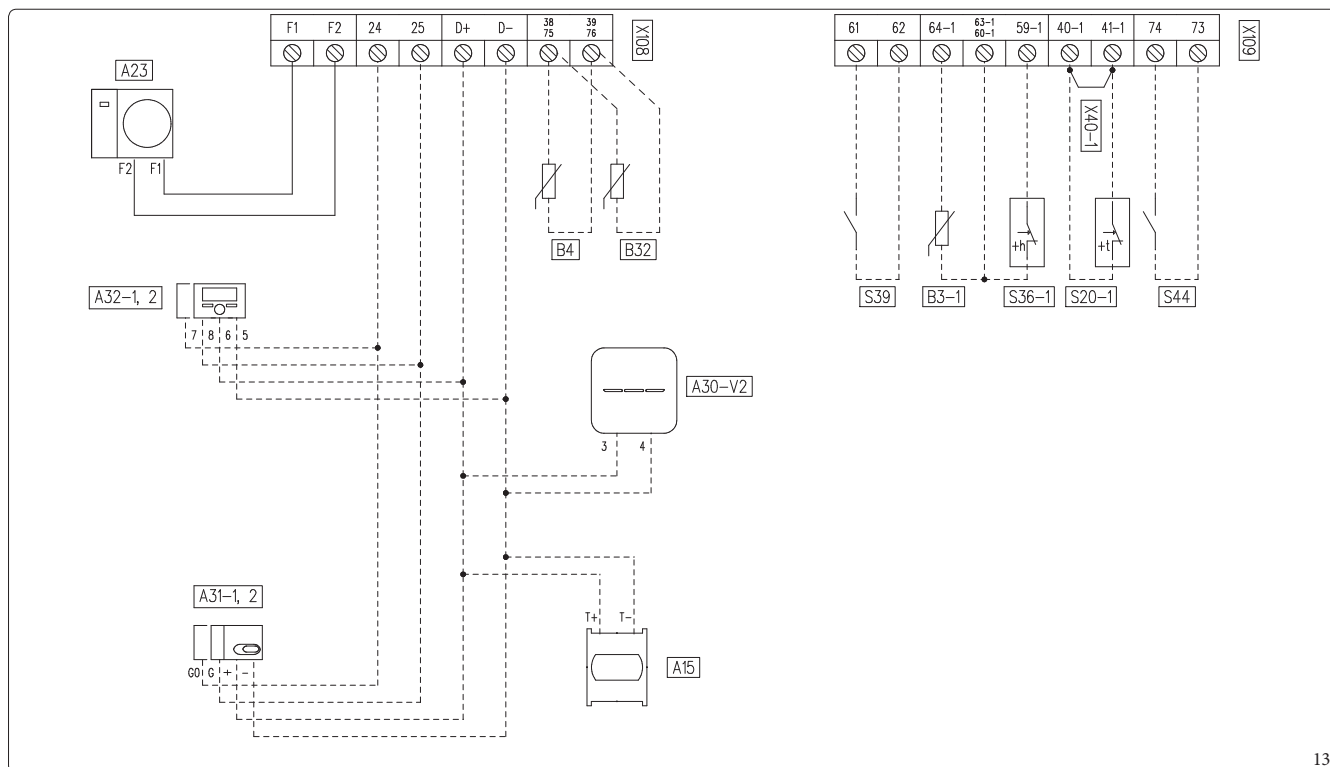 F1 F2 24 25 D+ D- 38 75 39 76
X108
61 62 64-1 63-1 60-1 59-1 40-1 41-1 74 73
X109
A23
F2 F1
X40-1
+h
+t
B4
B32
S39
B3-1
S36-1
S20-1
S44
A32-1, 2
7 8 6 5
A30-V2
3 4
A31-1, 2
G0 G + -
T+ T-
A15
13